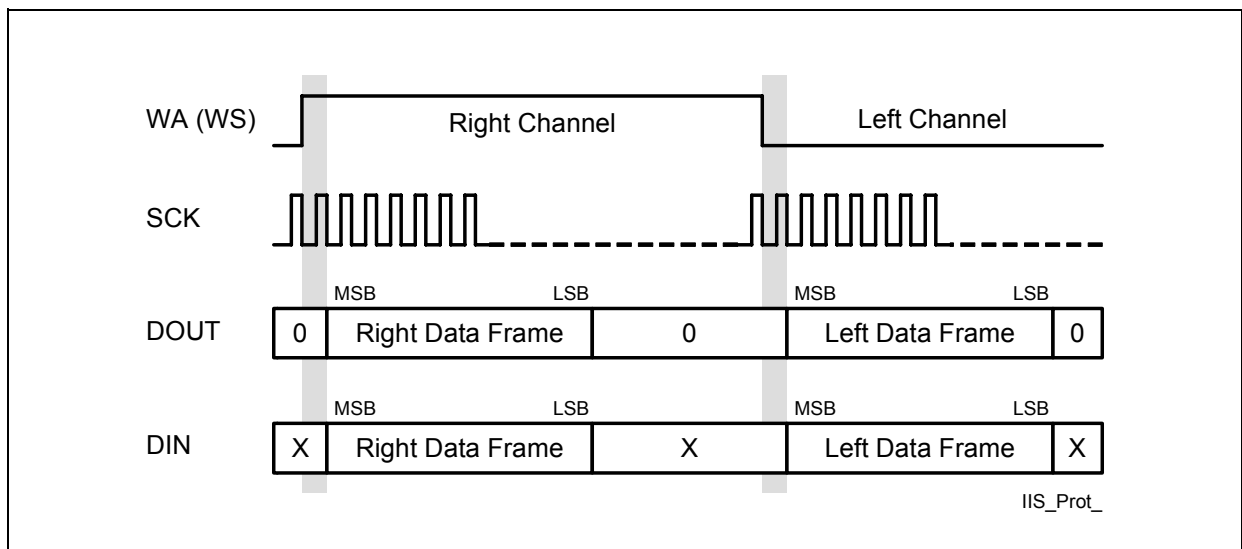 WA (WS)
Right Channel
Left Channel
SCK
MSB LSB MSB LSB
DOUT
0 Right Data Frame 0 Left Data Frame 0
MSB LSB MSB LSB
DIN
X Right Data Frame X Left Data Frame X
IIS_Prot_